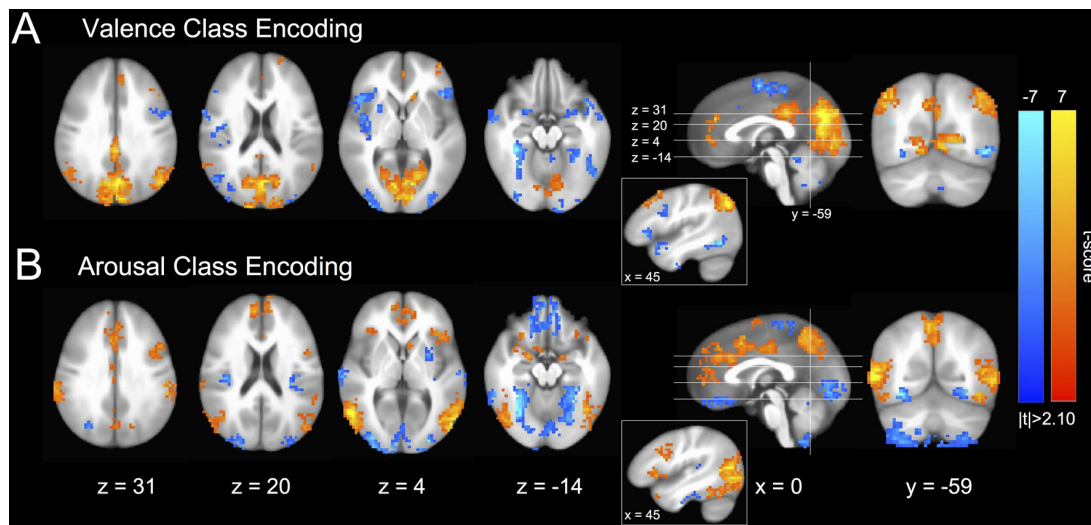 A Valence Class Encoding
z = 31
z = 20
z = 4
z = -14
y = -59
x = 45
B Arousal Class Encoding
x = 45
z = 31 z = 20 z = 4 z = -14 x = 0 y = -59
-7 7
t-score
|t|>2.10